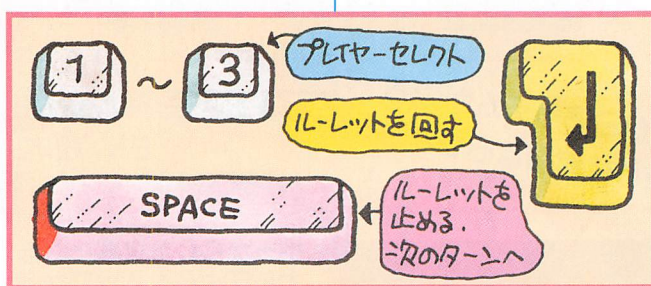 1 ～ 3
プレイヤーセレクト
ルーレットを回す
SPACE
ルーレットを
止める.
次のターンへ